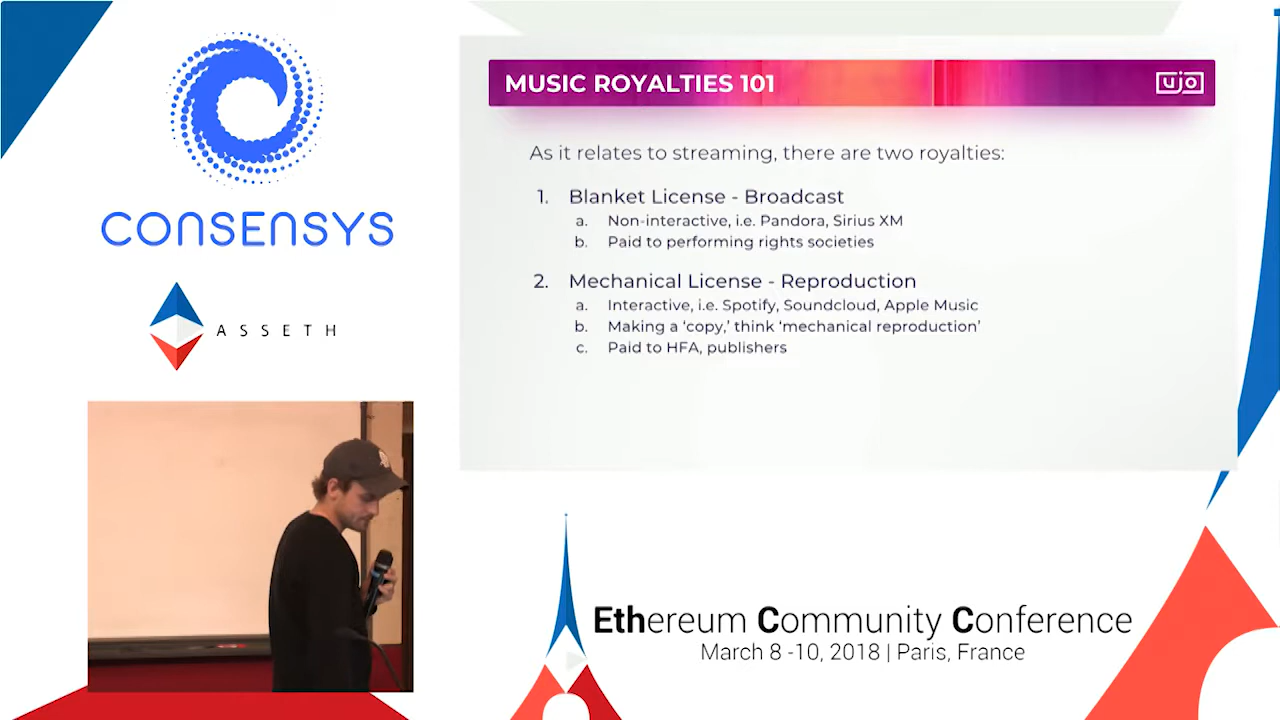 CONSENSYS
ASSETH
MUSIC ROYALTIES 101
ujo
As it relates to streaming, there are two royalties:
1. Blanket License - Broadcast
a. Non-interactive, i.e. Pandora, Sirius XM
b. Paid to performing rights societies
2. Mechanical License - Reproduction
a. Interactive, i.e. Spotify, Soundcloud, Apple Music
b. Making a ‘copy,’ think ‘mechanical reproduction’
c. Paid to HFA, publishers
Ethereum Community Conference
March 8 -10, 2018 | Paris, France